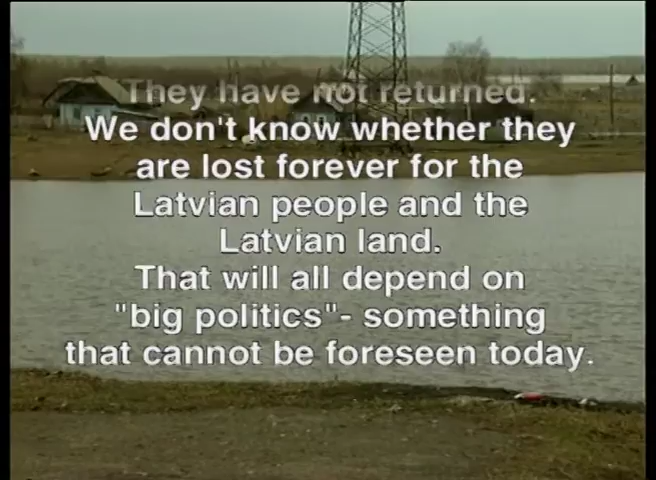 They have not returned.
We don't know whether they
are lost forever for the
Latvian people and the
Latvian land.
That will all depend on
"big politics"- something
that cannot be foreseen today.